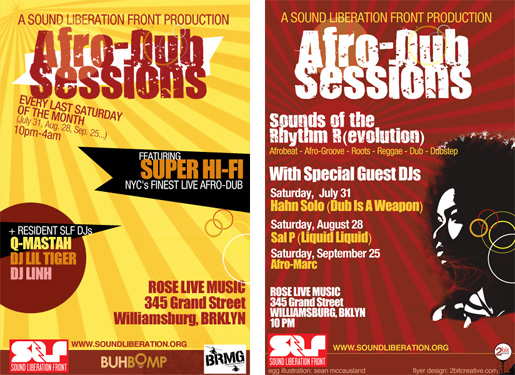 A SOUND LIBERATION FRONT PRODUCTION
Afro-Dub
Sessions
EVERY LAST SATURDAY
OF THE MONTH
(July 31, Aug. 28, Sep. 25...)
10pm-4am
FEATURING
SUPER HI-FI
NYC's FINEST LIVE AFRO-DUB
+ RESIDENT SLF DJs
Q-MASTAH
DJ LIL TIGER
DJ LINH
ROSE LIVE MUSIC
345 Grand Street
Williamsburg, BRKLYN
SLF
SOUND LIBERATION FRONT
WWW.SOUNDLIBERATION.ORG
BUHBOMP
BRMG
A SOUND LIBERATION FRONT PRODUCTION
Afro-Dub
Sessions
Sounds of the
Rhythm R(evolution)
Afrobeat - Afro-Groove - Roots - Reggae - Dub - Dubstep
With Special Guest DJs
Saturday, July 31
Hahn Solo (Dub Is A Weapon)
Saturday, August 28
Sal P (Liquid Liquid)
Saturday, September 25
Afro-Marc
ROSE LIVE MUSIC
345 GRAND STREET
WILLIAMSBURG, BKLYN
10 PM
SLF
SOUND LIBERATION FRONT
WWW.SOUNDLIBERATION.ORG
egg illustration: sean mccausland
flyer design: 2bitcreative.com